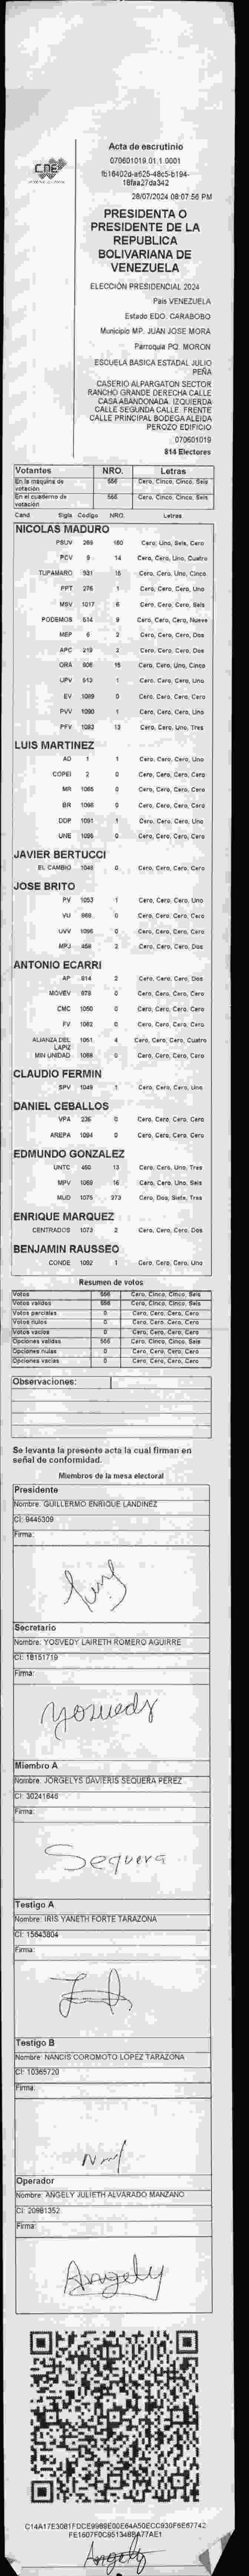 CNE
Acta de escrutinio
070601019.01.1.0001
fb16402d-a625-48c5-b194-
16faa27da342
28/07/2024 08:07:56 PM
PRESIDENTA O
PRESIDENTE DE LA
REPUBLICA
BOLIVARIANA DE
VENEZUELA
ELECCIÓN PRESIDENCIAL 2024
País VENEZUELA
Estado EDO. CARABOBO
Municipio MP. JUAN JOSE MORA
Parroquia PQ. MORON
ESCUELA BASICA ESTADAL JULIO
PEÑA
CASERIO ALPARGATON SECTOR
RANCHO GRANDE DERECHA CALLE
CASA ABANDONADA. IZQUIERDA
CALLE SEGUNDA CALLE. FRENTE
CALLE PRINCIPAL BODEGA ALEIDA
PEROZO EDIFICIO
070601019
814 Electores
Votantes NRO. Letras
En la máquina de votación 556 Cero, Cinco, Cinco, Seis
En el cuaderno de votación 556 Cero, Cinco, Cinco, Seis
Cand Sigla Código NRO. Letras
NICOLAS MADURO
PSUV 269 160 Cero, Uno, Seis, Cero
PCV 9 14 Cero, Cero, Uno, Cuatro
TUPAMARO 931 15 Cero, Cero, Uno, Cinco
PPT 275 1 Cero, Cero, Cero, Uno
MSV 1017 6 Cero, Cero, Cero, Seis
PODEMOS 514 9 Cero, Cero, Cero, Nueve
MEP 6 2 Cero, Cero, Cero, Dos
APC 219 2 Cero, Cero, Cero, Dos
ORA 506 15 Cero, Cero, Uno, Cinco
UPV 513 1 Cero, Cero, Cero, Uno
EV 1089 0 Cero, Cero, Cero, Cero
PVV 1090 1 Cero, Cero, Cero, Uno
PFV 1093 13 Cero, Cero, Uno, Tres
LUIS MARTINEZ
AD 1 1 Cero, Cero, Cero, Uno
COPEI 2 0 Cero, Cero, Cero, Cero
MR 1065 0 Cero, Cero, Cero, Cero
BR 1066 0 Cero, Cero, Cero, Cero
DDP 1091 1 Cero, Cero, Cero, Uno
UNE 1095 0 Cero, Cero, Cero, Cero
JAVIER BERTUCCI
EL CAMBIO 1048 0 Cero, Cero, Cero, Cero
JOSE BRITO
PV 1053 1 Cero, Cero, Cero, Uno
VU 968 0 Cero, Cero, Cero, Cero
UVV 1096 0 Cero, Cero, Cero, Cero
MPJ 458 2 Cero, Cero, Cero, Dos
ANTONIO ECARRI
AP 814 2 Cero, Cero, Cero, Dos
MOVEV 978 0 Cero, Cero, Cero, Cero
CMC 1050 0 Cero, Cero, Cero, Cero
FV 1062 0 Cero, Cero, Cero, Cero
ALIANZA DEL LAPIZ 1051 4 Cero, Cero, Cero, Cuatro
MIN UNIDAD 1088 0 Cero, Cero, Cero, Cero
CLAUDIO FERMIN
SPV 1049 1 Cero, Cero, Cero, Uno
DANIEL CEBALLOS
VPA 236 0 Cero, Cero, Cero, Cero
AREPA 1094 0 Cero, Cero, Cero, Cero
EDMUNDO GONZALEZ
UNTC 460 13 Cero, Cero, Uno, Tres
MPV 1069 16 Cero, Cero, Uno, Seis
MUD 1075 273 Cero, Dos, Siete, Tres
ENRIQUE MARQUEZ
CENTRADOS 1073 2 Cero, Cero, Cero, Dos
BENJAMIN RAUSSEO
CONDE 1092 1 Cero, Cero, Cero, Uno
Resumen de votos
Votos 556 Cero, Cinco, Cinco, Seis
Votos validos 556 Cero, Cinco, Cinco, Seis
Votos parciales 0 Cero, Cero, Cero, Cero
Votos nulos 0 Cero, Cero, Cero, Cero
Votos vacios 0 Cero, Cero, Cero, Cero
Opciones validas 556 Cero, Cinco, Cinco, Seis
Opciones nulas 0 Cero, Cero, Cero, Cero
Opciones vacias 0 Cero, Cero, Cero, Cero
Observaciones:
Se levanta la presente acta la cual firman en
señal de conformidad.
Miembros de la mesa electoral
Presidente
Nombre: GUILLERMO ENRIQUE LANDINEZ
CI: 9445309
Firma:
Secretario
Nombre: YOSVEDY LAIRETH ROMERO AGUIRRE
CI: 18151719
Firma:
Yosvedy
Miembro A
Nombre: JORGELYS DAVIERIS SEQUERA PEREZ
CI: 30241646
Firma:
Sequera
Testigo A
Nombre: IRIS YANETH FORTE TARAZONA
CI: 15643804
Firma:
Testigo B
Nombre: NANCIS COROMOTO LOPEZ TARAZONA
CI: 10365720
Firma:
Operador
Nombre: ANGELY JULIETH ALVARADO MANZANO
CI: 20981352
Firma:
Angely
Angely